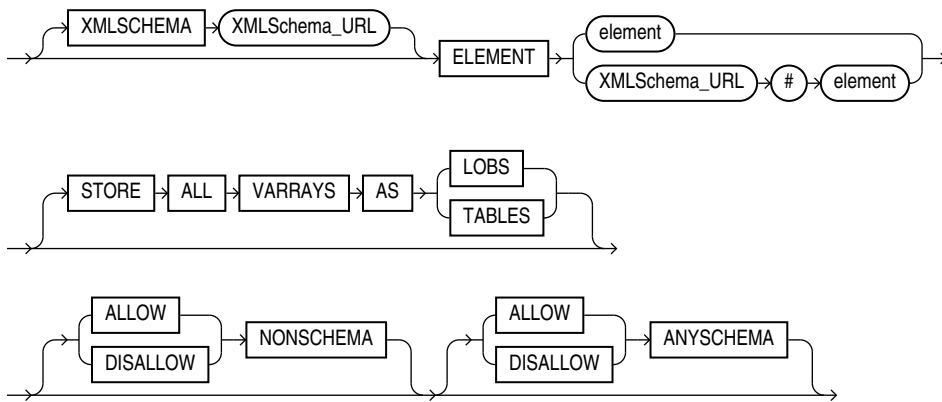 XMLSCHEMA XMLSchema_URL
ELEMENT
element
XMLSchema_URL # element
STORE ALL VARRAYS AS
LOBS
TABLES
ALLOW
DISALLOW
NONSCHEMA
ALLOW
DISALLOW
ANYSCHEMA